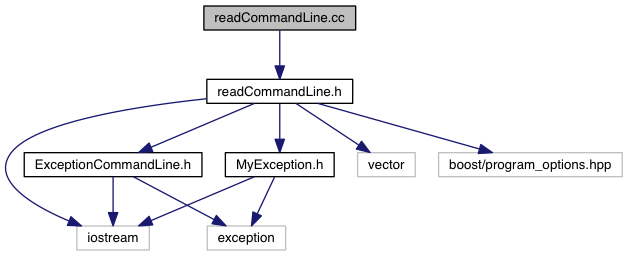 readCommandLine.cc
readCommandLine.h
ExceptionCommandLine.h
MyException.h
vector
boost/program_options.hpp
iostream
exception